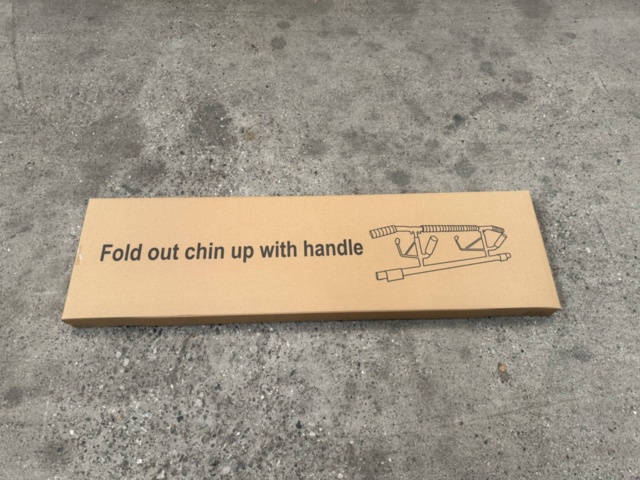 Fold out chin up with handle